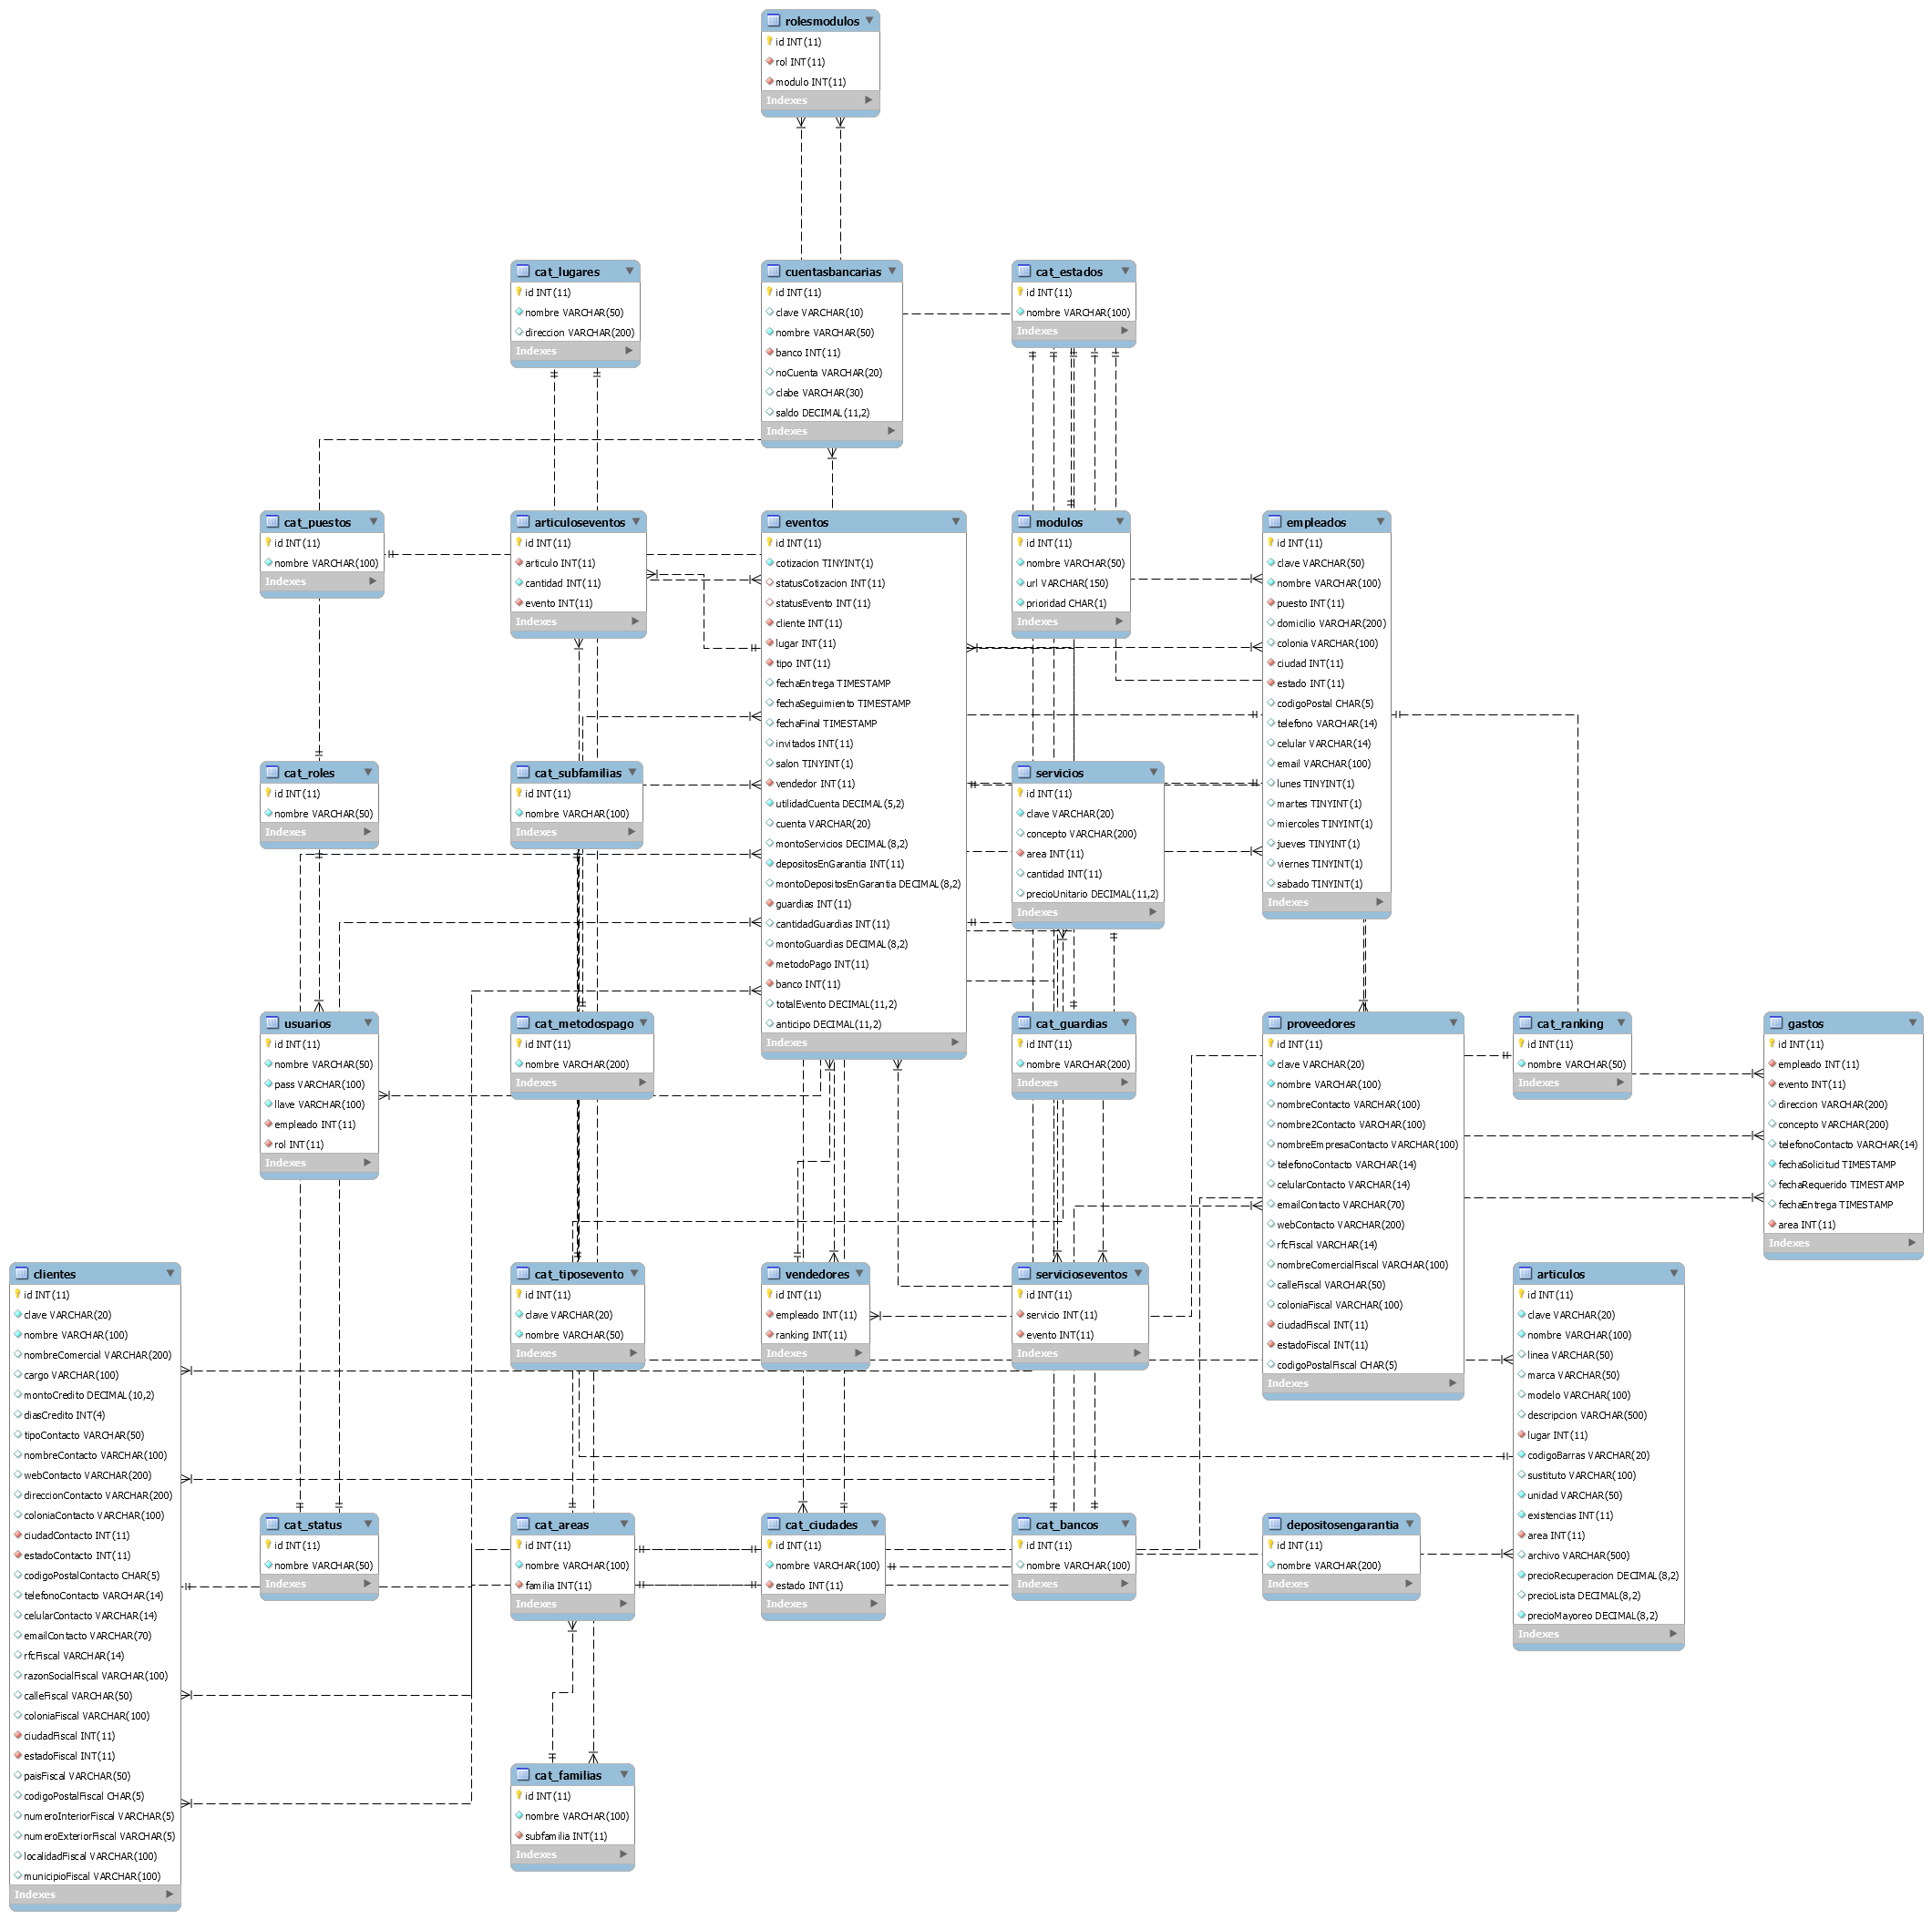 rolesmodulos
id INT(11)
rol INT(11)
modulo INT(11)
Indexes
cat_lugares
id INT(11)
nombre VARCHAR(50)
direccion VARCHAR(200)
Indexes
cuentasbancarias
id INT(11)
clave VARCHAR(10)
nombre VARCHAR(50)
banco INT(11)
noCuenta VARCHAR(20)
clabe VARCHAR(30)
saldo DECIMAL(11,2)
Indexes
cat_estados
id INT(11)
nombre VARCHAR(100)
Indexes
cat_puestos
id INT(11)
nombre VARCHAR(100)
Indexes
articuloseventos
id INT(11)
articulo INT(11)
cantidad INT(11)
evento INT(11)
Indexes
eventos
id INT(11)
cotizacion TINYINT(1)
statusCotizacion INT(11)
statusEvento INT(11)
cliente INT(11)
lugar INT(11)
tipo INT(11)
fechaEntrega TIMESTAMP
fechaSeguimiento TIMESTAMP
fechaFinal TIMESTAMP
invitados INT(11)
salon TINYINT(1)
vendedor INT(11)
utilidadCuenta DECIMAL(5,2)
cuenta VARCHAR(20)
montoServicios DECIMAL(8,2)
depositosEnGarantia INT(11)
montoDepositosEnGarantia DECIMAL(8,2)
guardias INT(11)
cantidadGuardias INT(11)
montoGuardias DECIMAL(8,2)
metodoPago INT(11)
banco INT(11)
totalEvento DECIMAL(11,2)
anticipo DECIMAL(11,2)
Indexes
modulos
id INT(11)
nombre VARCHAR(50)
url VARCHAR(150)
prioridad CHAR(1)
Indexes
empleados
id INT(11)
clave VARCHAR(50)
nombre VARCHAR(100)
puesto INT(11)
domicilio VARCHAR(200)
colonia VARCHAR(100)
ciudad INT(11)
estado INT(11)
codigoPostal CHAR(5)
telefono VARCHAR(14)
celular VARCHAR(14)
email VARCHAR(100)
lunes TINYINT(1)
martes TINYINT(1)
miercoles TINYINT(1)
jueves TINYINT(1)
viernes TINYINT(1)
sabado TINYINT(1)
Indexes
cat_roles
id INT(11)
nombre VARCHAR(50)
Indexes
cat_subfamilias
id INT(11)
nombre VARCHAR(100)
Indexes
servicios
id INT(11)
clave VARCHAR(20)
concepto VARCHAR(200)
area INT(11)
cantidad INT(11)
precioUnitario DECIMAL(11,2)
Indexes
usuarios
id INT(11)
nombre VARCHAR(50)
pass VARCHAR(100)
llave VARCHAR(100)
empleado INT(11)
rol INT(11)
Indexes
cat_metodospago
id INT(11)
nombre VARCHAR(200)
Indexes
cat_guardias
id INT(11)
nombre VARCHAR(200)
Indexes
proveedores
id INT(11)
clave VARCHAR(20)
nombre VARCHAR(100)
nombreContacto VARCHAR(100)
nombre2Contacto VARCHAR(100)
nombreEmpresaContacto VARCHAR(100)
telefonoContacto VARCHAR(14)
celularContacto VARCHAR(14)
emailContacto VARCHAR(70)
webContacto VARCHAR(200)
rfcFiscal VARCHAR(14)
nombreComercialFiscal VARCHAR(100)
calleFiscal VARCHAR(50)
coloniaFiscal VARCHAR(100)
ciudadFiscal INT(11)
estadoFiscal INT(11)
codigoPostalFiscal CHAR(5)
Indexes
cat_ranking
id INT(11)
nombre VARCHAR(50)
Indexes
gastos
id INT(11)
empleado INT(11)
evento INT(11)
direccion VARCHAR(200)
concepto VARCHAR(200)
telefonoContacto VARCHAR(14)
fechaSolicitud TIMESTAMP
fechaRequerido TIMESTAMP
fechaEntrega TIMESTAMP
area INT(11)
Indexes
clientes
id INT(11)
clave VARCHAR(20)
nombre VARCHAR(100)
nombreComercial VARCHAR(200)
cargo VARCHAR(100)
montoCredito DECIMAL(10,2)
diasCredito INT(4)
tipoContacto VARCHAR(50)
nombreContacto VARCHAR(100)
webContacto VARCHAR(200)
direccionContacto VARCHAR(200)
coloniaContacto VARCHAR(100)
ciudadContacto INT(11)
estadoContacto INT(11)
codigoPostalContacto CHAR(5)
telefonoContacto VARCHAR(14)
celularContacto VARCHAR(14)
emailContacto VARCHAR(70)
rfcFiscal VARCHAR(14)
razonSocialFiscal VARCHAR(100)
calleFiscal VARCHAR(50)
coloniaFiscal VARCHAR(100)
ciudadFiscal INT(11)
estadoFiscal INT(11)
paisFiscal VARCHAR(50)
codigoPostalFiscal CHAR(5)
numeroInteriorFiscal VARCHAR(5)
numeroExteriorFiscal VARCHAR(5)
localidadFiscal VARCHAR(100)
municipioFiscal VARCHAR(100)
Indexes
cat_tiposevento
id INT(11)
clave VARCHAR(20)
nombre VARCHAR(50)
Indexes
vendedores
id INT(11)
empleado INT(11)
ranking INT(11)
Indexes
servicioseventos
id INT(11)
servicio INT(11)
evento INT(11)
Indexes
articulos
id INT(11)
clave VARCHAR(20)
nombre VARCHAR(100)
linea VARCHAR(50)
marca VARCHAR(50)
modelo VARCHAR(100)
descripcion VARCHAR(500)
lugar INT(11)
codigoBarras VARCHAR(20)
sustituto VARCHAR(100)
unidad VARCHAR(50)
existencias INT(11)
area INT(11)
archivo VARCHAR(500)
precioRecuperacion DECIMAL(8,2)
precioLista DECIMAL(8,2)
precioMayoreo DECIMAL(8,2)
Indexes
cat_status
id INT(11)
nombre VARCHAR(50)
Indexes
cat_areas
id INT(11)
nombre VARCHAR(100)
familia INT(11)
Indexes
cat_ciudades
id INT(11)
nombre VARCHAR(100)
estado INT(11)
Indexes
cat_bancos
id INT(11)
nombre VARCHAR(100)
Indexes
depositosengarantia
id INT(11)
nombre VARCHAR(200)
Indexes
cat_familias
id INT(11)
nombre VARCHAR(100)
subfamilia INT(11)
Indexes